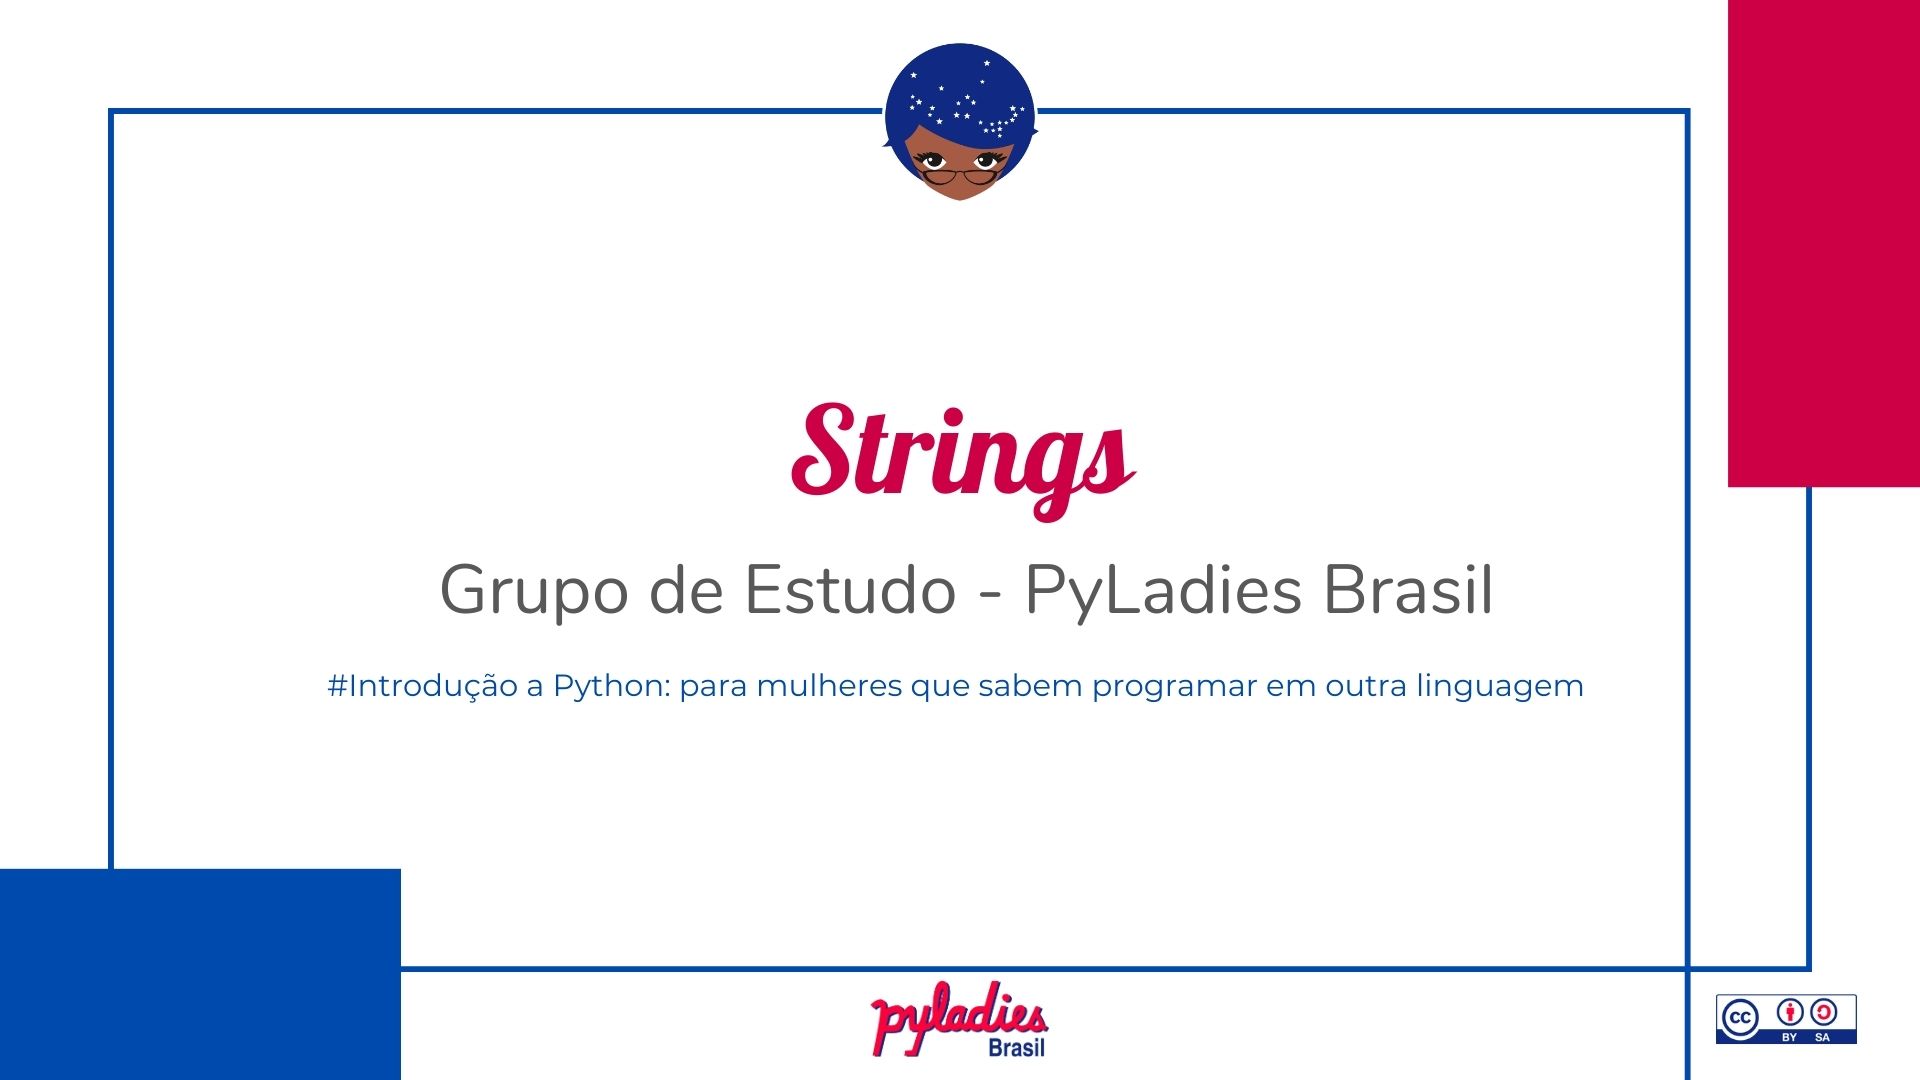 Strings
Grupo de Estudo - PyLadies Brasil
#Introdução a Python: para mulheres que sabem programar em outra linguagem
pyladies
Brasil
cc
BY SA